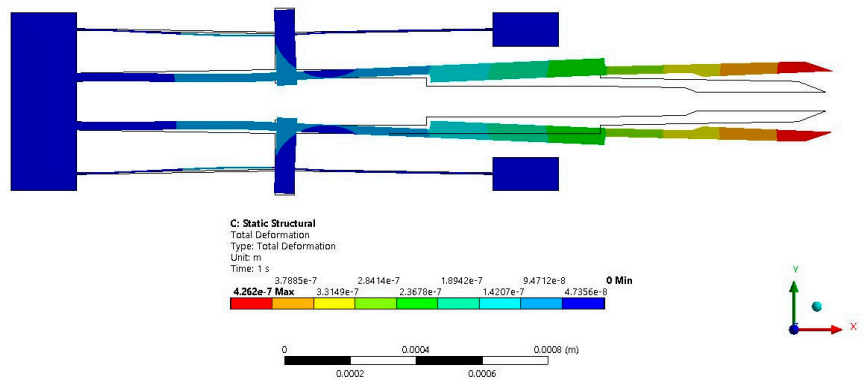 C: Static Structural
Total Deformation
Type: Total Deformation
Unit: m
Time: 1 s
3.7885e-7 2.8414e-7 1.8942e-7 9.4712e-8 0 Min
4.262e-7 Max 3.3149e-7 2.3678e-7 1.4207e-7 4.7356e-8
Y
X
0 0.0004 0.0008 (m)
0.0002 0.0006